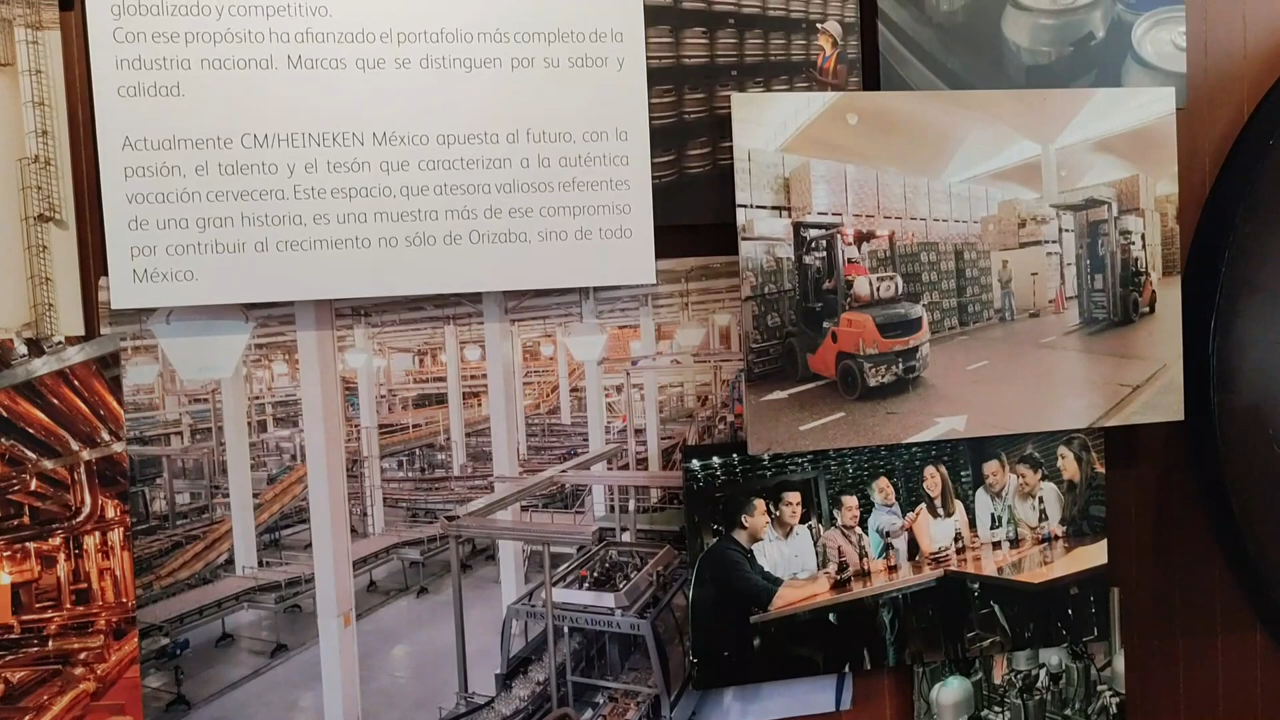 globalizado y competitivo.
Con ese propósito ha afianzado el portafolio más completo de la
industria nacional. Marcas que se distinguen por su sabor y
calidad.
Actualmente CM/HEINEKEN México apuesta al futuro, con la
pasión, el talento y el tesón que caracterizan a la auténtica
vocación cervecera. Este espacio, que atesora valiosos referentes
de una gran historia, es una muestra más de ese compromiso
por contribuir al crecimiento no sólo de Orizaba, sino de todo
México.
DESEMPACADORA 01